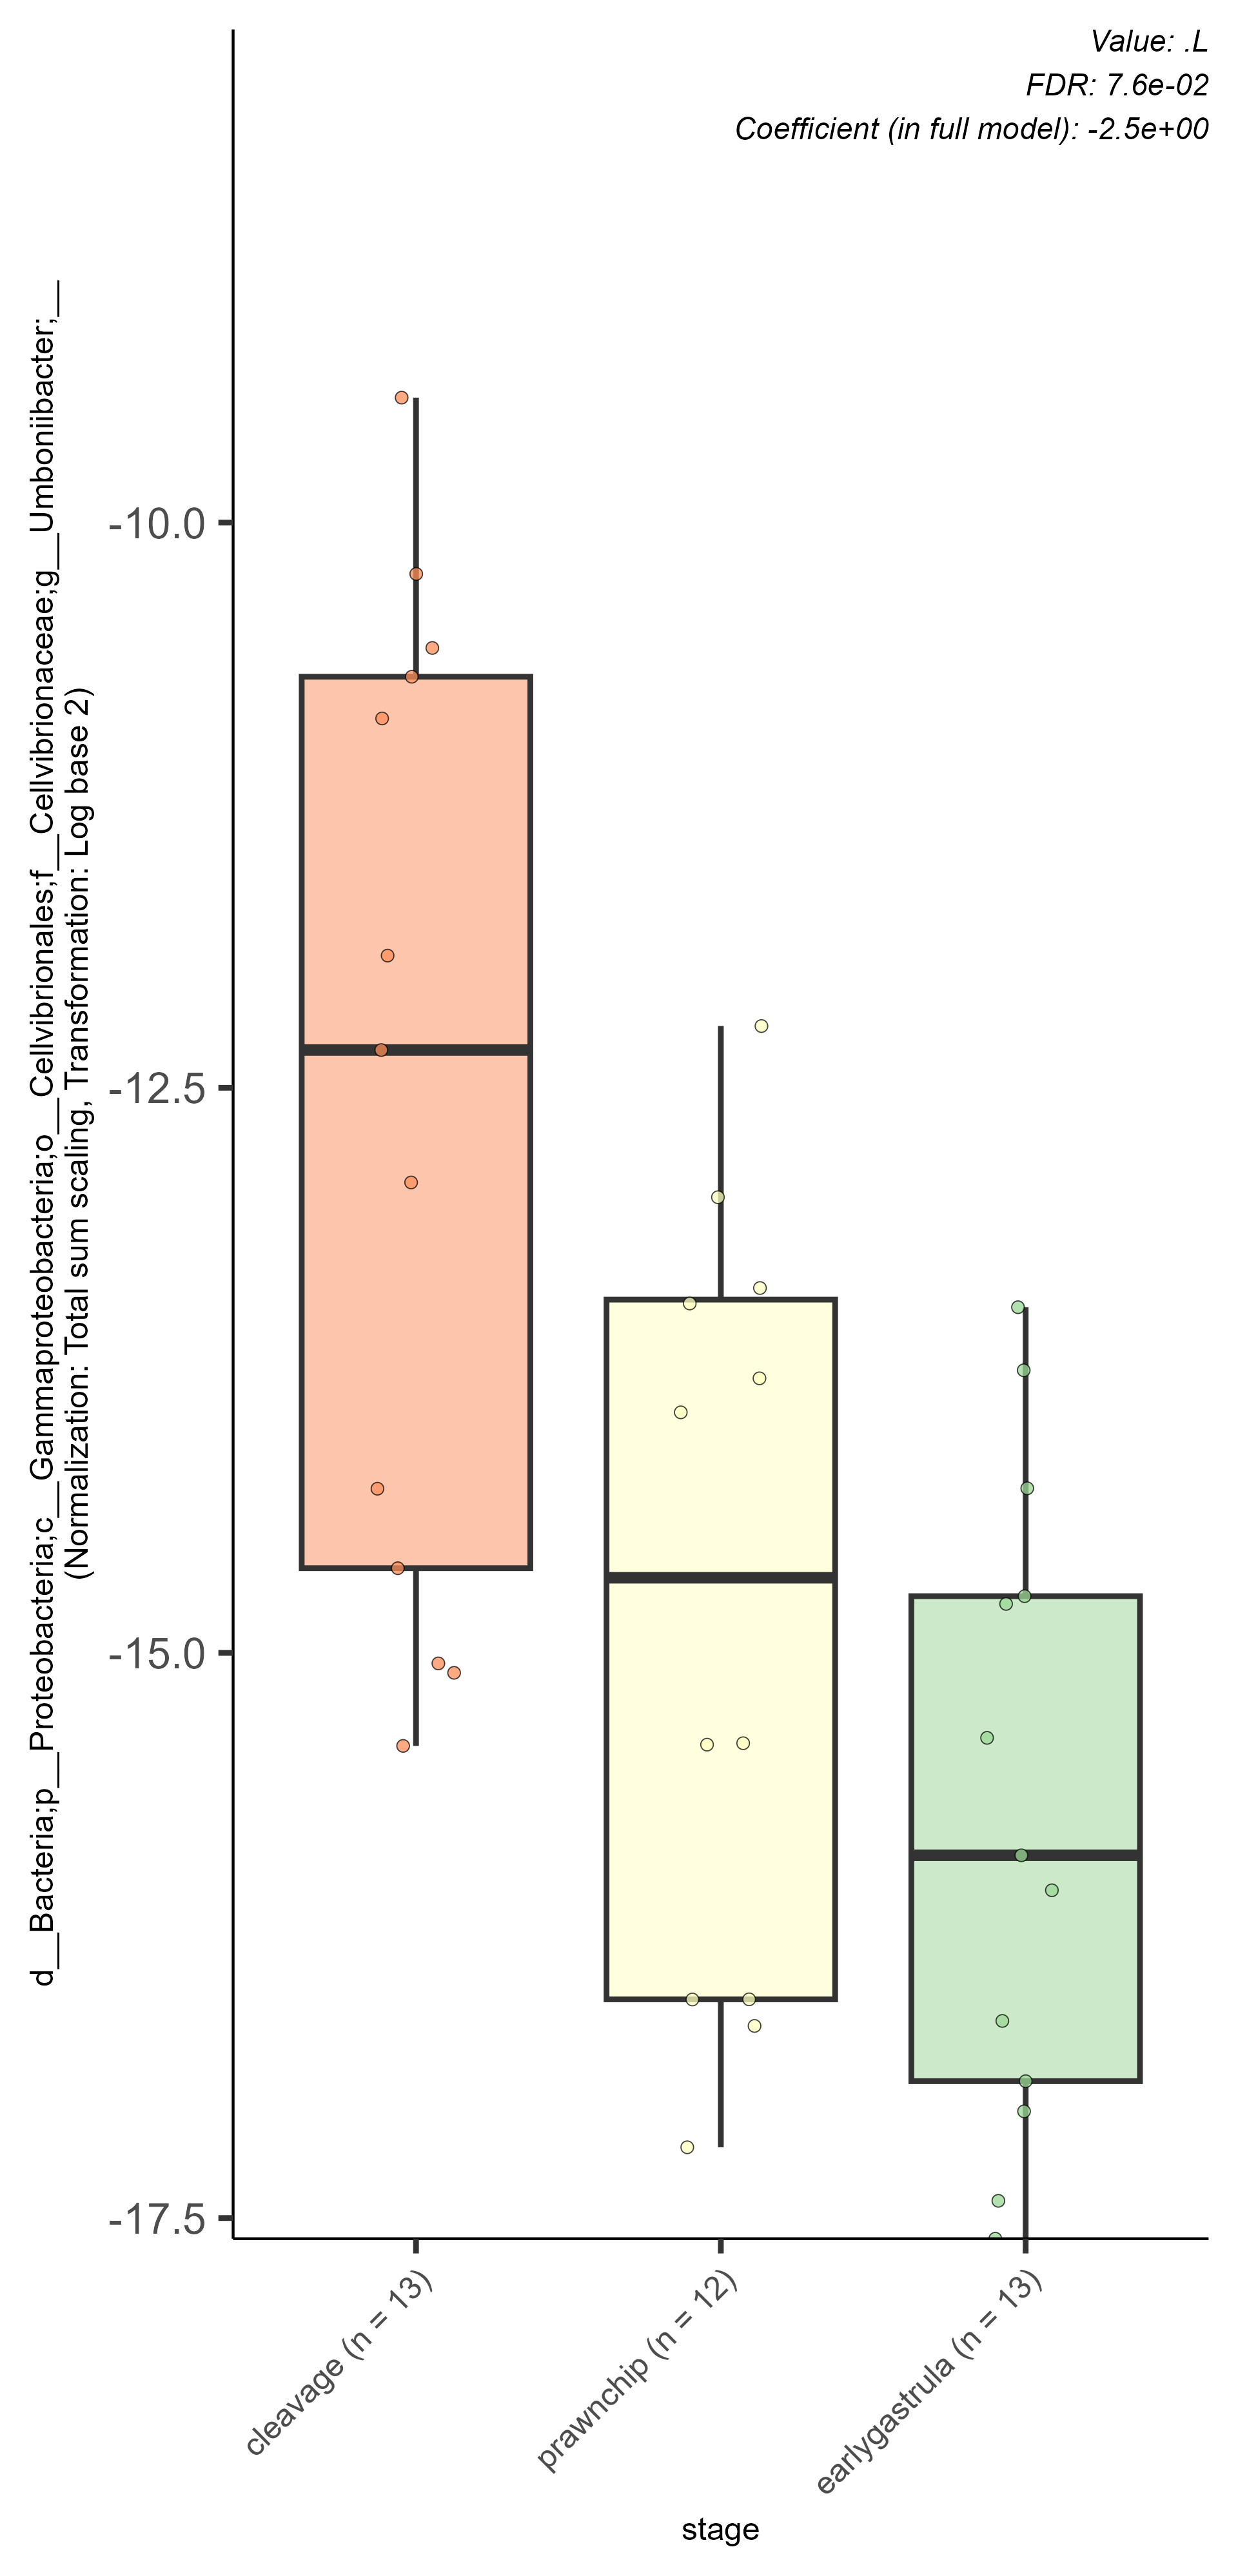 Value: .L
FDR: 7.6e-02
Coefficient (in full model): -2.5e+00
d__Bacteria;p__Proteobacteria;c__Gammaproteobacteria;o__Cellvibrionales;f__Cellvibrionaceae;g__Umboniibacter;__
(Normalization: Total sum scaling, Transformation: Log base 2)
-10.0
-12.5
-15.0
-17.5
cleavage (n = 13)
prawnchip (n = 12)
earlygastrula (n = 13)
stage